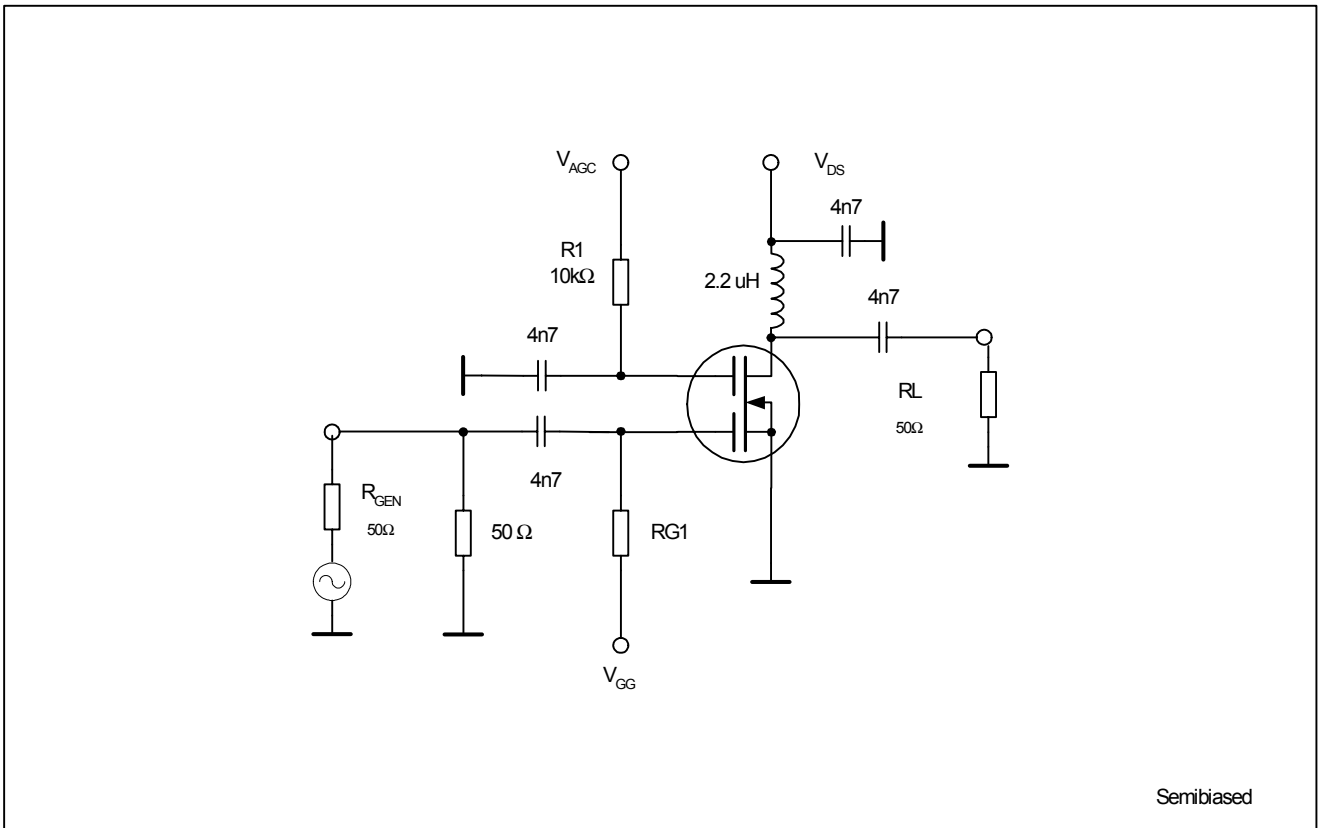 V_AGC
V_DS
4n7
R1
10kΩ
2.2 uH
4n7
4n7
RL
50Ω
4n7
R_GEN
50Ω
50 Ω
RG1
V_GG
Semibiased